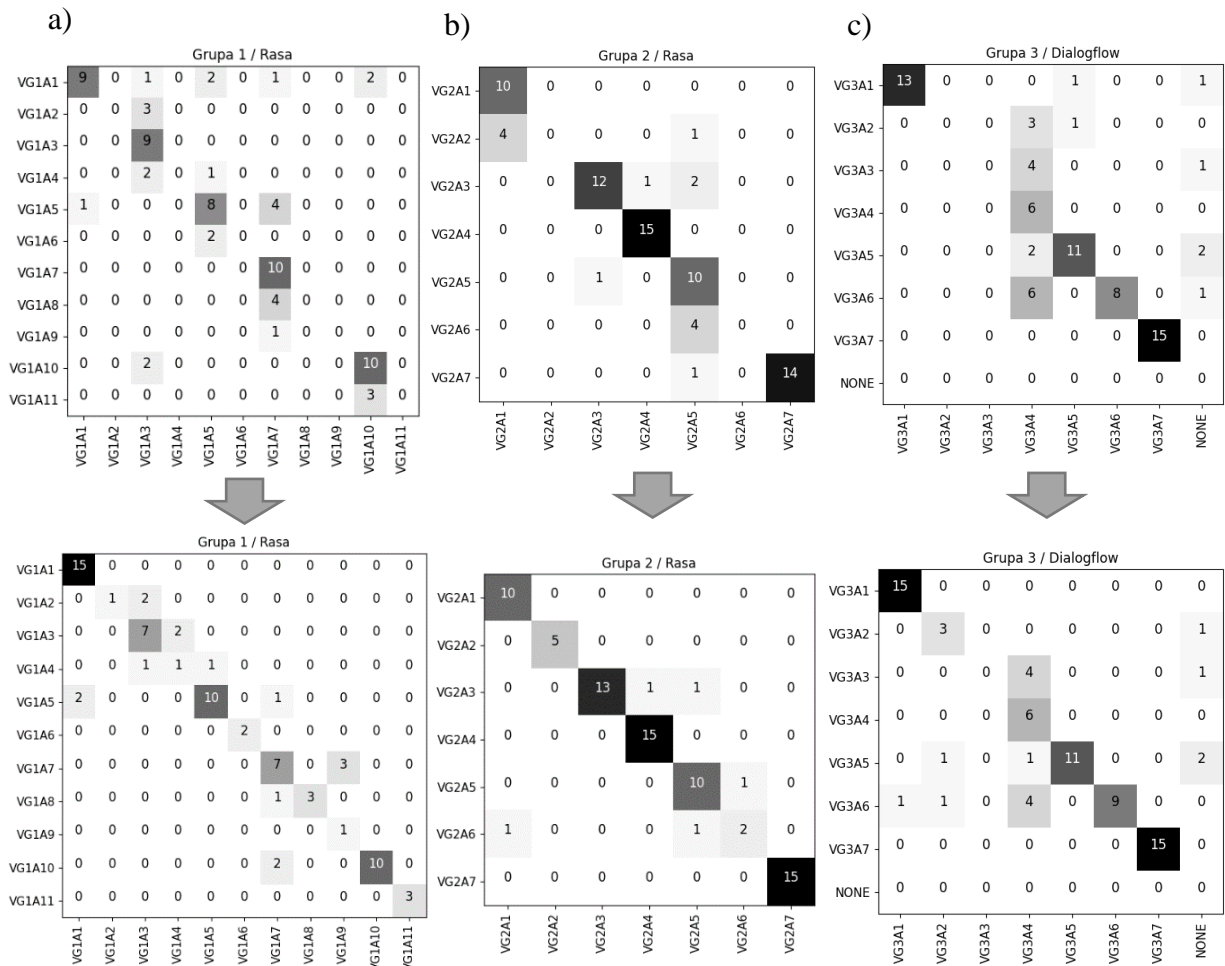 a)
Grupa 1 / Rasa
VG1A1 9 0 1 0 2 0 1 0 0 2 0
VG1A2 0 0 3 0 0 0 0 0 0 0 0
VG1A3 0 0 9 0 0 0 0 0 0 0 0
VG1A4 0 0 2 0 1 0 0 0 0 0 0
VG1A5 1 0 0 0 8 0 4 0 0 0 0
VG1A6 0 0 0 0 2 0 0 0 0 0 0
VG1A7 0 0 0 0 0 0 10 0 0 0 0
VG1A8 0 0 0 0 0 0 4 0 0 0 0
VG1A9 0 0 0 0 0 0 1 0 0 0 0
VG1A10 0 0 2 0 0 0 0 0 0 10 0
VG1A11 0 0 0 0 0 0 0 0 0 3 0
VG1A1 VG1A2 VG1A3 VG1A4 VG1A5 VG1A6 VG1A7 VG1A8 VG1A9 VG1A10 VG1A11
b)
Grupa 2 / Rasa
VG2A1 10 0 0 0 0 0 0
VG2A2 4 0 0 0 1 0 0
VG2A3 0 0 12 1 2 0 0
VG2A4 0 0 0 15 0 0 0
VG2A5 0 0 1 0 10 0 0
VG2A6 0 0 0 0 4 0 0
VG2A7 0 0 0 0 1 0 14
VG2A1 VG2A2 VG2A3 VG2A4 VG2A5 VG2A6 VG2A7
c)
Grupa 3 / Dialogflow
VG3A1 13 0 0 0 1 0 0 1
VG3A2 0 0 0 3 1 0 0 0
VG3A3 0 0 0 4 0 0 0 1
VG3A4 0 0 0 6 0 0 0 0
VG3A5 0 0 0 2 11 0 0 2
VG3A6 0 0 0 6 0 8 0 1
VG3A7 0 0 0 0 0 0 15 0
NONE 0 0 0 0 0 0 0 0
VG3A1 VG3A2 VG3A3 VG3A4 VG3A5 VG3A6 VG3A7 NONE
Grupa 1 / Rasa
VG1A1 15 0 0 0 0 0 0 0 0 0 0
VG1A2 0 1 2 0 0 0 0 0 0 0 0
VG1A3 0 0 7 2 0 0 0 0 0 0 0
VG1A4 0 0 1 1 1 0 0 0 0 0 0
VG1A5 2 0 0 0 10 0 1 0 0 0 0
VG1A6 0 0 0 0 0 2 0 0 0 0 0
VG1A7 0 0 0 0 0 0 7 0 3 0 0
VG1A8 0 0 0 0 0 0 1 3 0 0 0
VG1A9 0 0 0 0 0 0 0 0 1 0 0
VG1A10 0 0 0 0 0 0 2 0 0 10 0
VG1A11 0 0 0 0 0 0 0 0 0 0 3
VG1A1 VG1A2 VG1A3 VG1A4 VG1A5 VG1A6 VG1A7 VG1A8 VG1A9 VG1A10 VG1A11
Grupa 2 / Rasa
VG2A1 10 0 0 0 0 0 0
VG2A2 0 5 0 0 0 0 0
VG2A3 0 0 13 1 1 0 0
VG2A4 0 0 0 15 0 0 0
VG2A5 0 0 0 0 10 1 0
VG2A6 1 0 0 0 1 2 0
VG2A7 0 0 0 0 0 0 15
VG2A1 VG2A2 VG2A3 VG2A4 VG2A5 VG2A6 VG2A7
Grupa 3 / Dialogflow
VG3A1 15 0 0 0 0 0 0 0
VG3A2 0 3 0 0 0 0 0 1
VG3A3 0 0 0 4 0 0 0 1
VG3A4 0 0 0 6 0 0 0 0
VG3A5 0 1 0 1 11 0 0 2
VG3A6 1 1 0 4 0 9 0 0
VG3A7 0 0 0 0 0 0 15 0
NONE 0 0 0 0 0 0 0 0
VG3A1 VG3A2 VG3A3 VG3A4 VG3A5 VG3A6 VG3A7 NONE